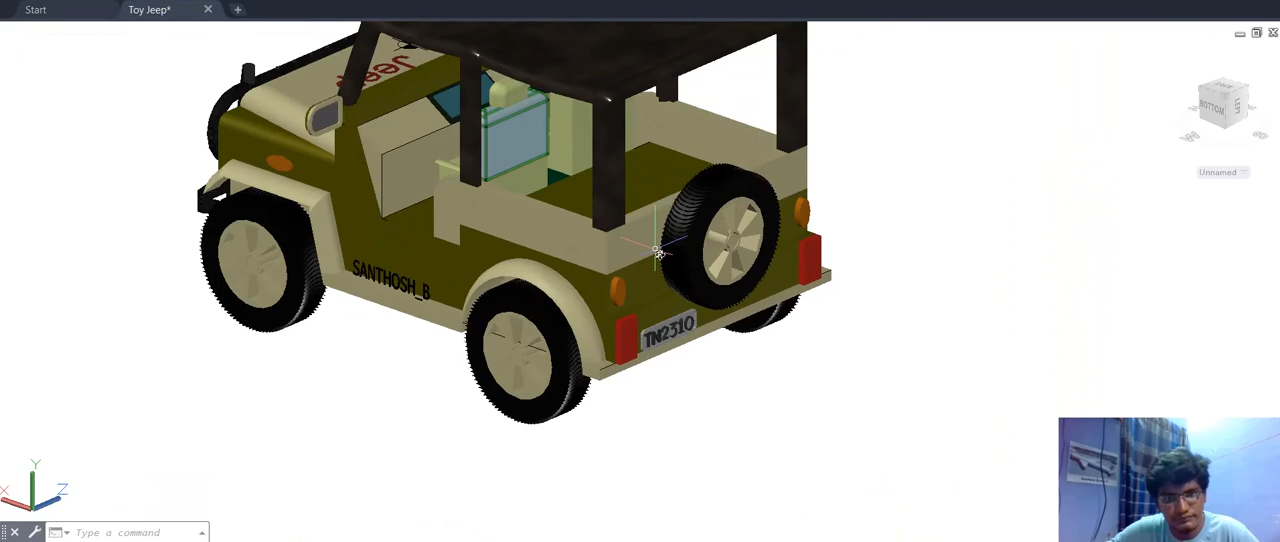 Start
Toy Jeep*
Jeep
SANTHOSH_B
TN2310
BOTTOM
Unnamed
Y
X
Z
Type a command